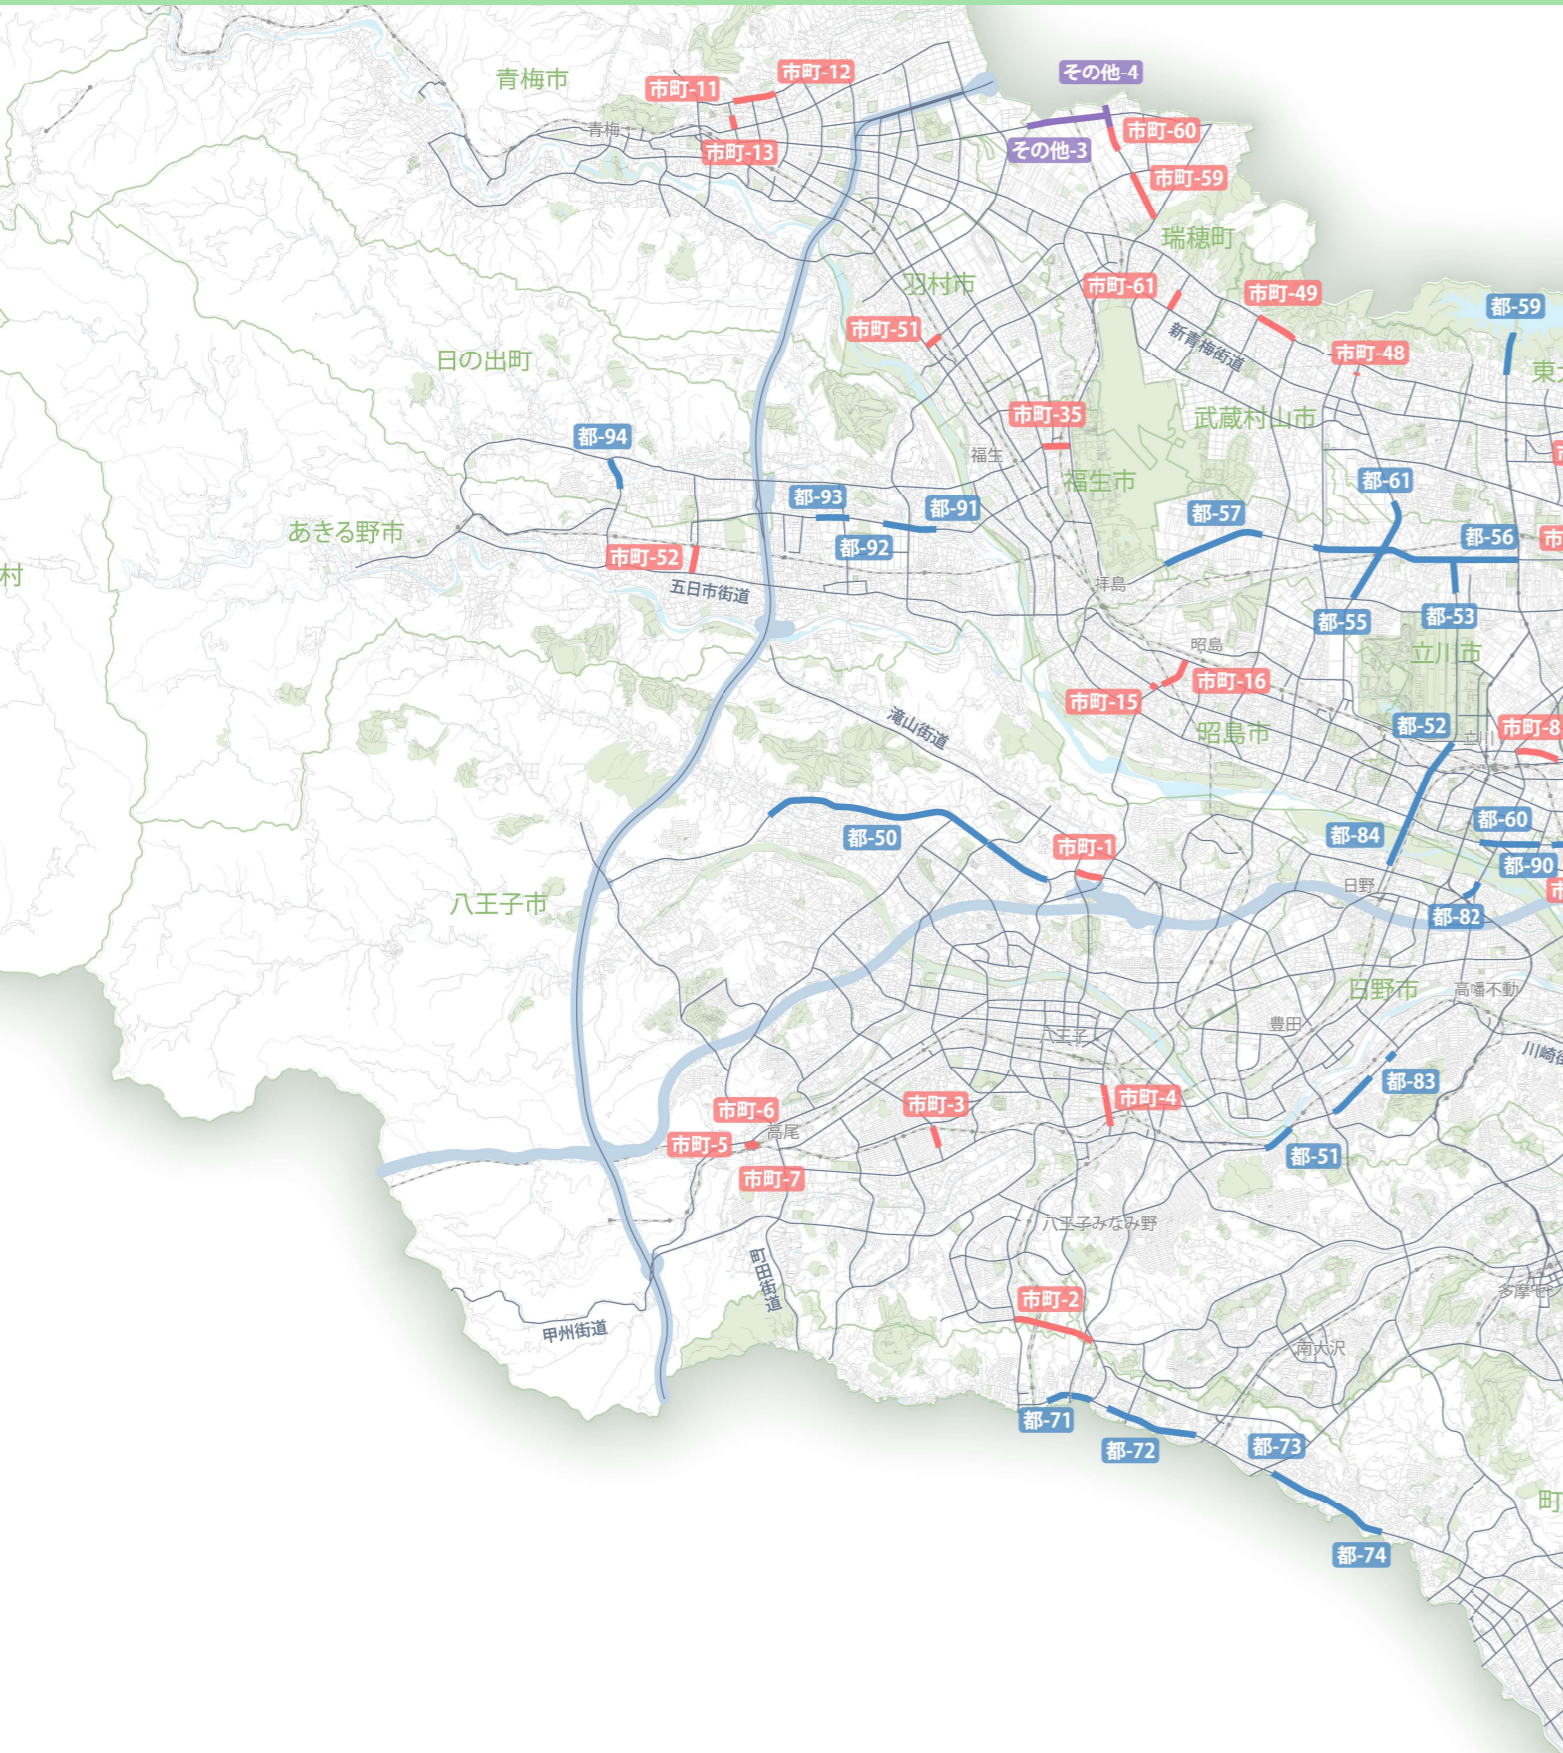 その他-4
青梅市
市町-12
市町-11
青梅
市町-60
その他-3
市町-13
市町-59
瑞穂町
羽村市
市町-61
市町-49
都-59
市町-51
新青梅街道
市町-48
日の出町
市町-35
武蔵村山市
都-94
福生
福生市
都-61
都-93
都-91
都-57
あきる野市
都-56
都-92
市町-52
村
五日市街道
拝島
都-55
都-53
昭島
立川市
市町-16
市町-15
滝山街道
昭島市
都-52
立川
市町-8
都-60
都-50
都-84
市町-1
都-90
日野
八王子市
都-82
日野市
高幡不動
豊田
八王子
川崎
都-83
市町-4
市町-3
市町-6
高尾
市町-5
都-51
市町-7
八王子みなみ野
町田街道
市町-2
多摩セ
甲州街道
南大沢
都-71
都-72
都-73
町
都-74